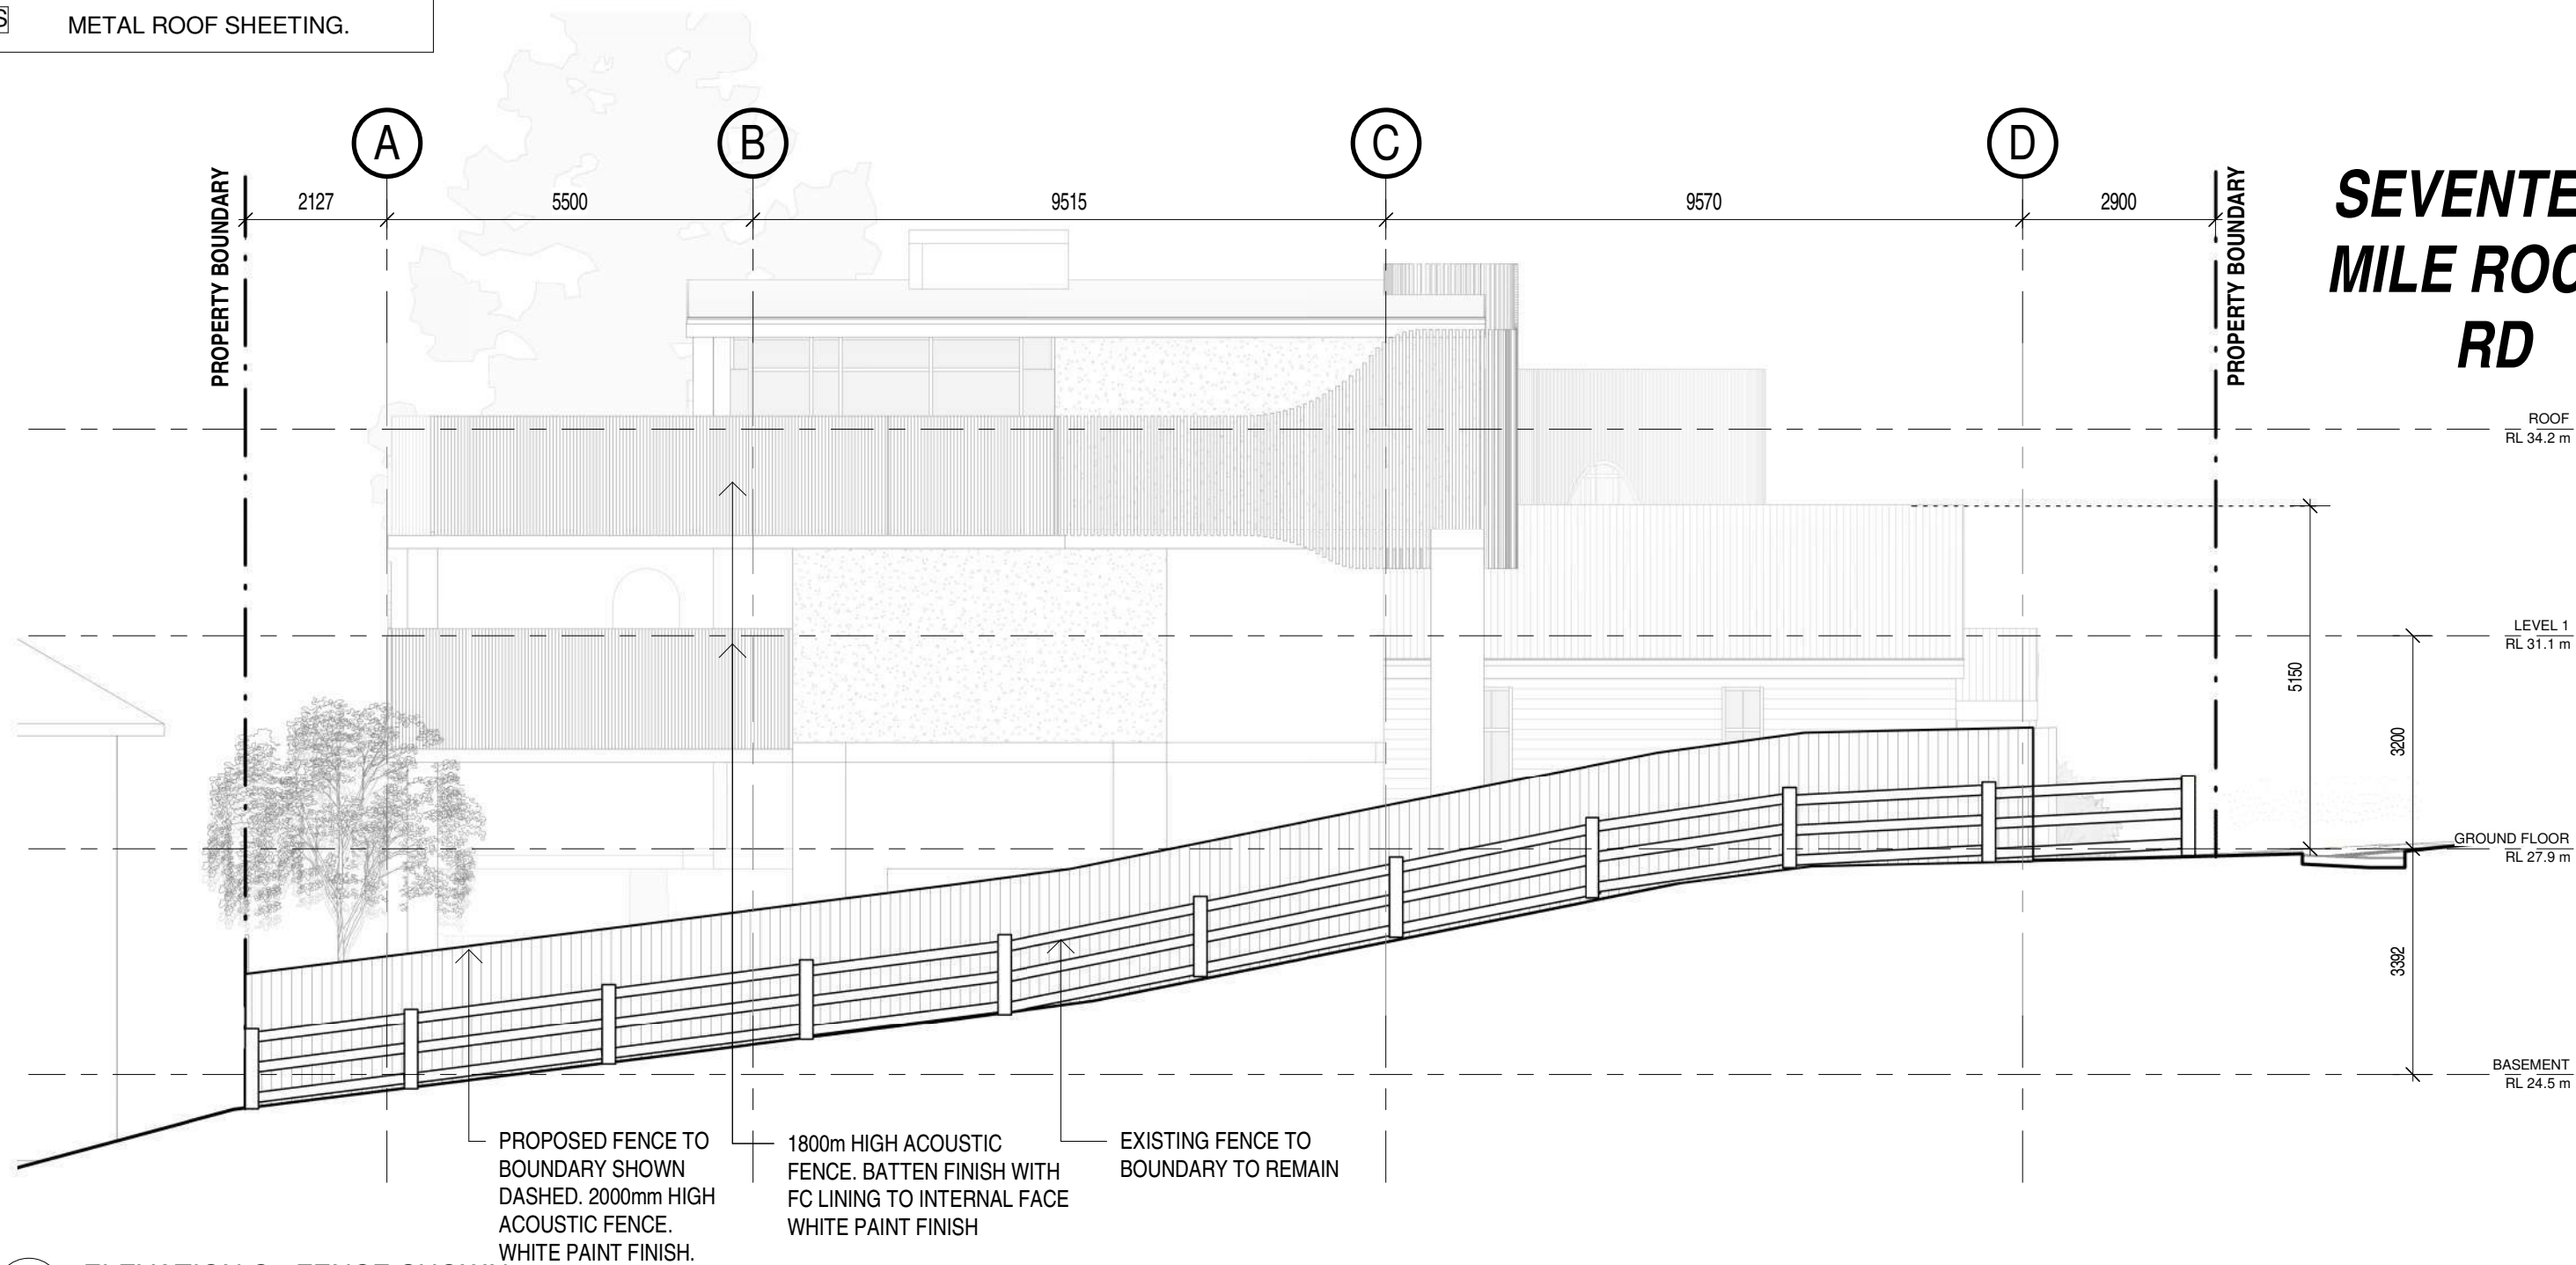 METAL ROOF SHEETING.
A
B
C
D
PROPERTY BOUNDARY
2127
5500
9515
9570
2900
PROPERTY BOUNDARY
MILE
RD
ROOF
RL 34.2 m
LEVEL 1
RL 31.1 m
5150
3200
GROUND FLOOR
RL 27.9 m
3392
BASEMENT
RL 24.5 m
PROPOSED FENCE TO
BOUNDARY SHOWN
DASHED. 2000mm HIGH
ACOUSTIC FENCE.
WHITE PAINT FINISH.
1800m HIGH ACOUSTIC
FENCE. BATTEN FINISH WITH
FC LINING TO INTERNAL FACE
WHITE PAINT FINISH
EXISTING FENCE TO
BOUNDARY TO REMAIN